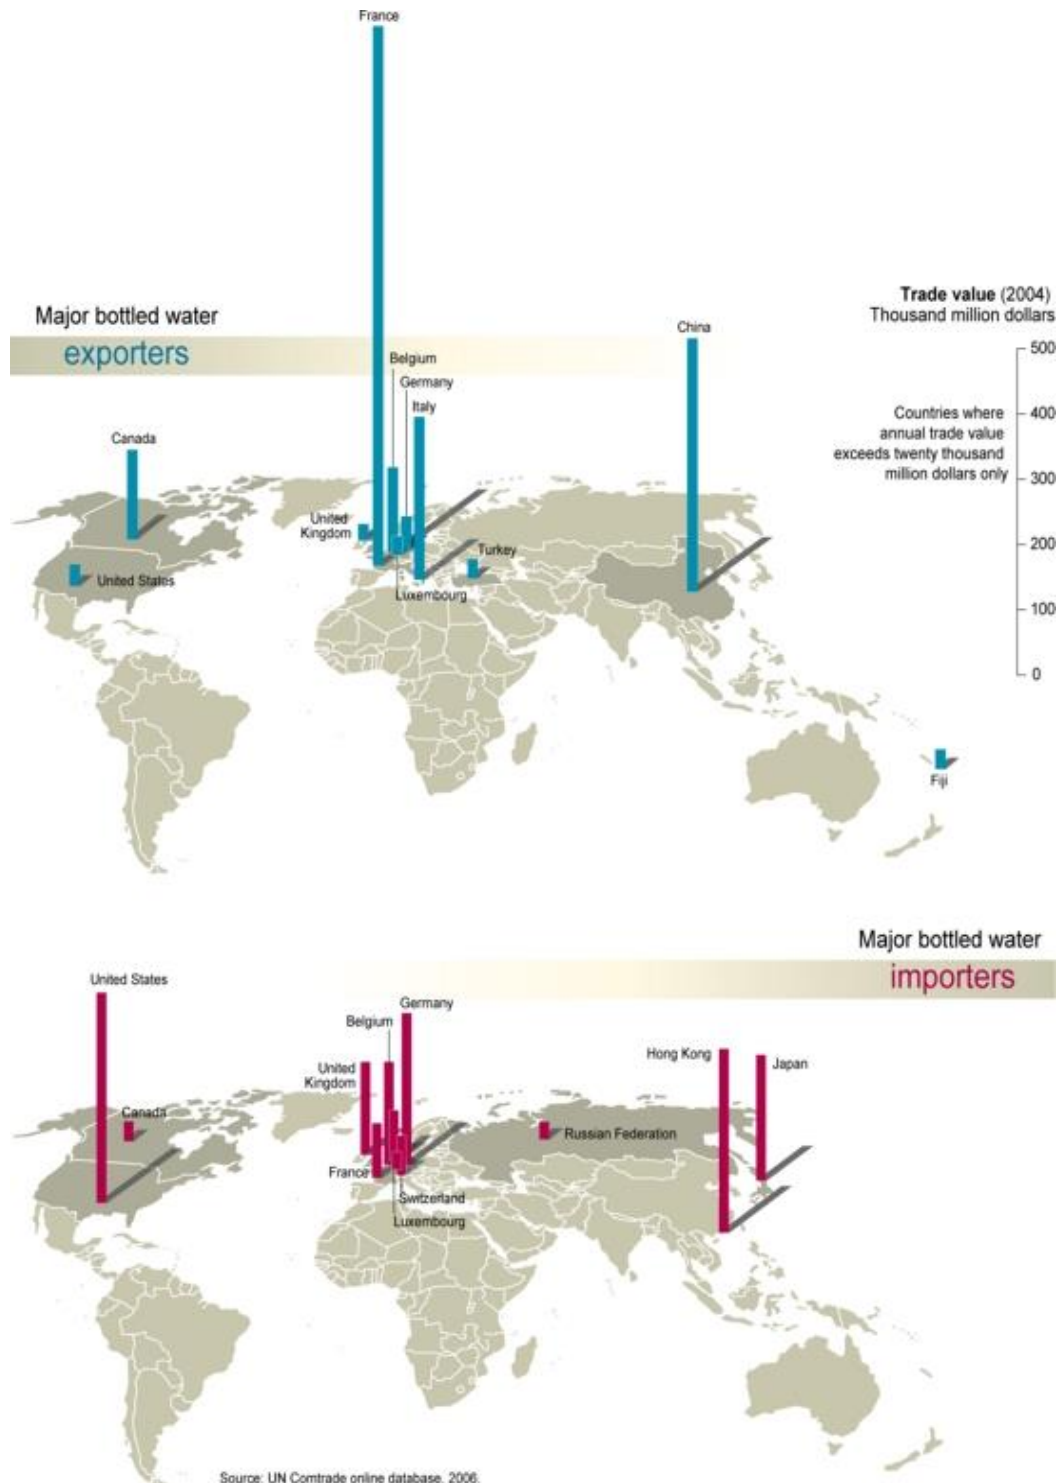 France
Major bottled water
exporters
Trade value (2004)
Thousand million dollars
China
500
Belgium
Germany
Italy
Countries where
annual trade value
exceeds twenty thousand
million dollars only
400
Canada
300
United
Kingdom
200
Turkey
United States
Luxembourg
100
0
Fiji
Major bottled water
importers
United States
Germany
Belgium
Hong Kong
Japan
United
Kingdom
Canada
Russian Federation
France
Switzerland
Luxembourg
Source: UN Comtrade online database, 2006.